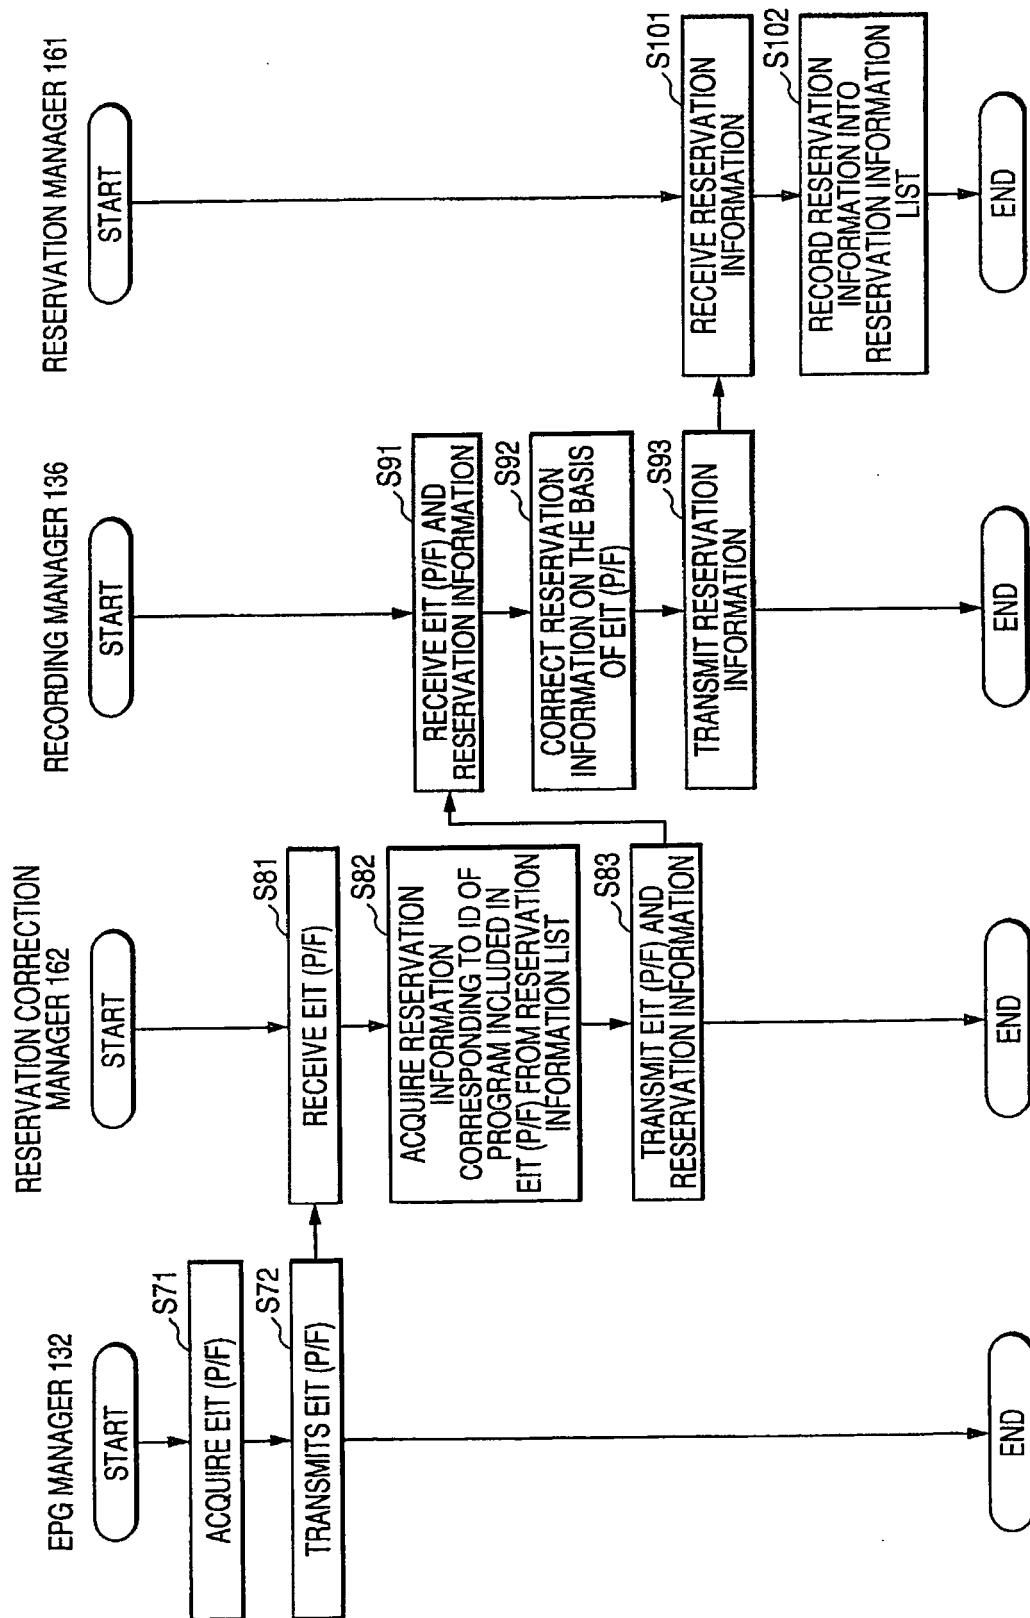 EPG MANAGER 132
START
S71
ACQUIRE EIT (P/F)
S72
TRANSMITS EIT (P/F)
END
RESERVATION CORRECTION
MANAGER 162
START
S81
RECEIVE EIT (P/F)
S82
ACQUIRE RESERVATION
INFORMATION
CORRESPONDING TO ID OF
PROGRAM INCLUDED IN
EIT (P/F) FROM RESERVATION
INFORMATION LIST
S83
TRANSMIT EIT (P/F) AND
RESERVATION INFORMATION
END
RECORDING MANAGER 136
START
S91
RECEIVE EIT (P/F) AND
RESERVATION INFORMATION
S92
CORRECT RESERVATION
INFORMATION ON THE BASIS
OF EIT (P/F)
S93
TRANSMIT RESERVATION
INFORMATION
END
RESERVATION MANAGER 161
START
S101
RECEIVE RESERVATION
INFORMATION
S102
RECORD RESERVATION
INFORMATION INTO
RESERVATION INFORMATION
LIST
END